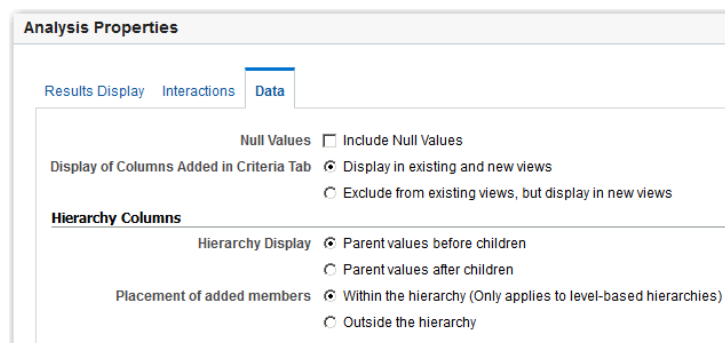 Analysis Properties
Results Display Interactions Data
Null Values Include Null Values
Display of Columns Added in Criteria Tab Display in existing and new views
Exclude from existing views, but display in new views
Hierarchy Columns
Hierarchy Display Parent values before children
Parent values after children
Placement of added members Within the hierarchy (Only applies to level-based hierarchies)
Outside the hierarchy